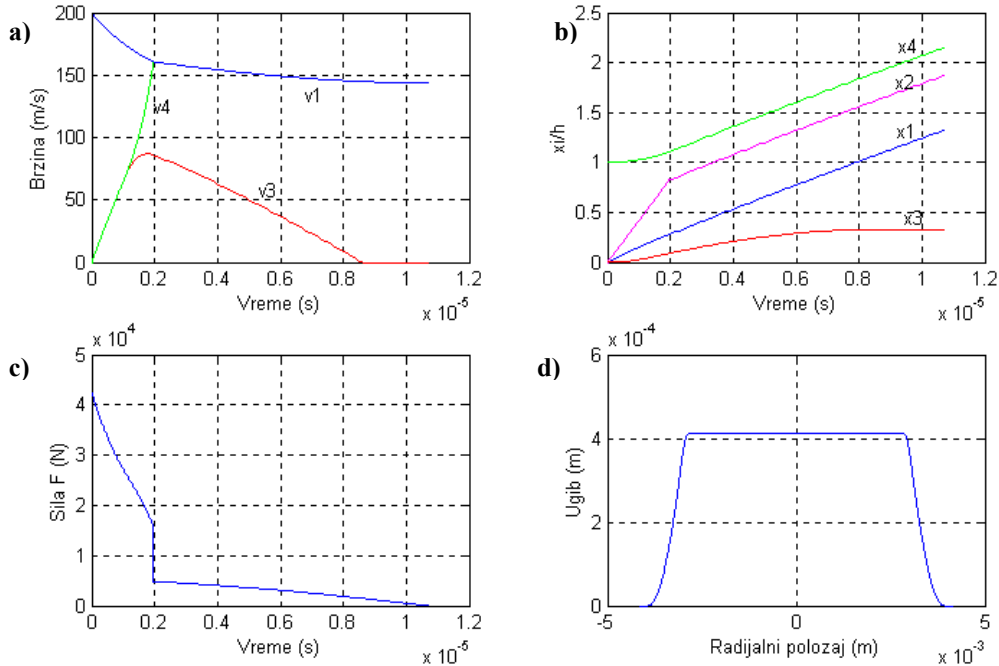 a)
200
150
100
50
0
Brzina (m/s)
v1
v4
v3
0 0.2 0.4 0.6 0.8 1 1.2
Vreme (s)
x 10⁻⁵
b)
2.5
2
1.5
1
0.5
0
xi/h
x4
x2
x1
x3
0 0.2 0.4 0.6 0.8 1 1.2
Vreme (s)
x 10⁻⁵
c)
x 10⁴
5
4
3
2
1
0
Sila F (N)
0 0.2 0.4 0.6 0.8 1 1.2
Vreme (s)
x 10⁻⁵
d)
x 10⁻⁴
6
4
2
0
Ugib (m)
-5 0 5
Radijalni polozaj (m)
x 10⁻³